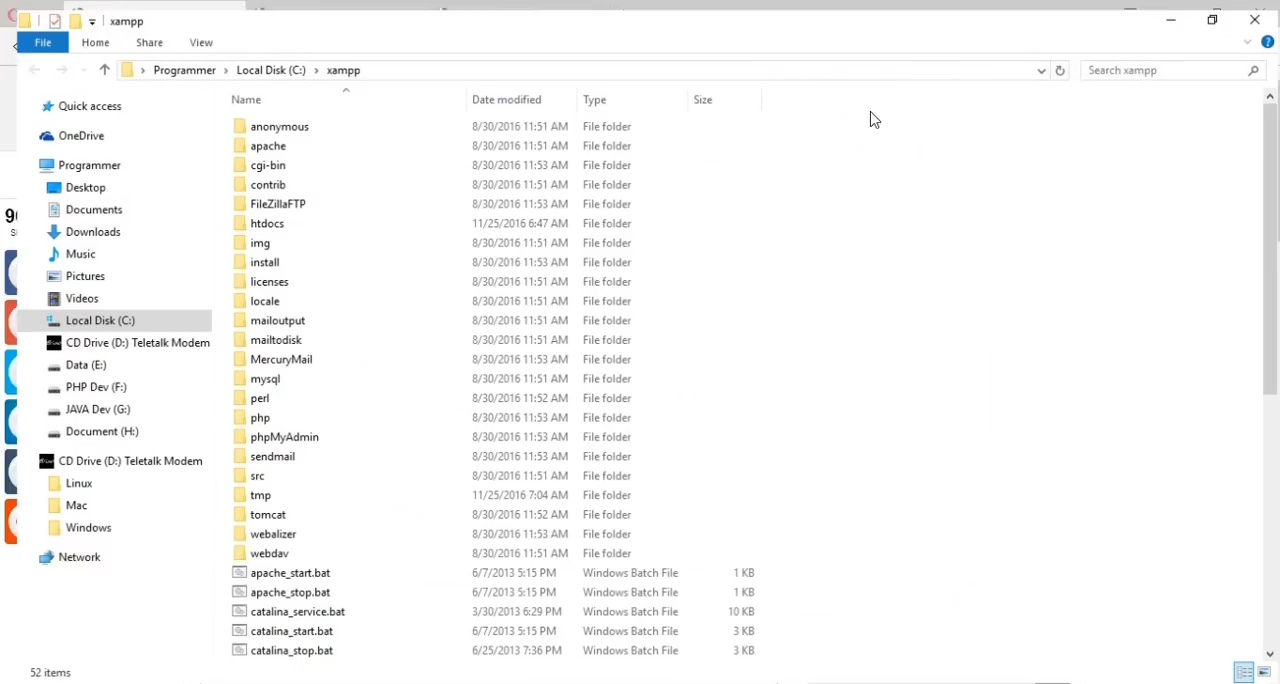 xampp
File Home Share View
Programmer Local Disk (C:) xampp Search xampp
Name Date modified Type Size
Quick access
OneDrive
Programmer
Desktop
Documents
Downloads
Music
Pictures
Videos
Local Disk (C:)
CD Drive (D:) Teletalk Modem
Data (E:)
PHP Dev (F:)
JAVA Dev (G:)
Document (H:)
CD Drive (D:) Teletalk Modem
Linux
Mac
Windows
Network
anonymous 8/30/2016 11:51 AM File folder
apache 8/30/2016 11:51 AM File folder
cgi-bin 8/30/2016 11:53 AM File folder
contrib 8/30/2016 11:51 AM File folder
FileZillaFTP 8/30/2016 11:53 AM File folder
htdocs 11/25/2016 6:47 AM File folder
img 8/30/2016 11:51 AM File folder
install 8/30/2016 11:53 AM File folder
licenses 8/30/2016 11:51 AM File folder
locale 8/30/2016 11:51 AM File folder
mailoutput 8/30/2016 11:51 AM File folder
mailtodisk 8/30/2016 11:51 AM File folder
MercuryMail 8/30/2016 11:53 AM File folder
mysql 8/30/2016 11:51 AM File folder
perl 8/30/2016 11:52 AM File folder
php 8/30/2016 11:53 AM File folder
phpMyAdmin 8/30/2016 11:53 AM File folder
sendmail 8/30/2016 11:51 AM File folder
src 8/30/2016 11:51 AM File folder
tmp 11/25/2016 7:04 AM File folder
tomcat 8/30/2016 11:52 AM File folder
webalizer 8/30/2016 11:53 AM File folder
webdav 8/30/2016 11:51 AM File folder
apache_start.bat 6/7/2013 5:15 PM Windows Batch File 1 KB
apache_stop.bat 6/7/2013 5:15 PM Windows Batch File 1 KB
catalina_service.bat 3/30/2013 6:29 PM Windows Batch File 10 KB
catalina_start.bat 6/7/2013 5:15 PM Windows Batch File 3 KB
catalina_stop.bat 6/25/2013 7:36 PM Windows Batch File 3 KB
52 items